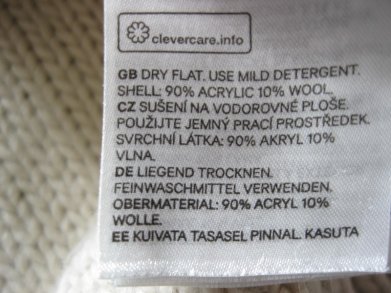 clevercare.info
GB DRY FLAT. USE MILD DETERGENT.
SHELL: 90% ACRYLIC 10% WOOL.
CZ SUŠENÍ NA VODOROVNÉ PLOŠE.
POUŽIJTE JEMNÝ PRACÍ PROSTŘEDEK.
SVRCHNÍ LÁTKA: 90% AKRYL 10%
VLNA.
DE LIEGEND TROCKNEN.
FEINWASCHMITTEL VERWENDEN.
OBERMATERIAL: 90% ACRYL 10%
WOLLE.
EE KUIVATA TASASEL PINNAL. KASUTA